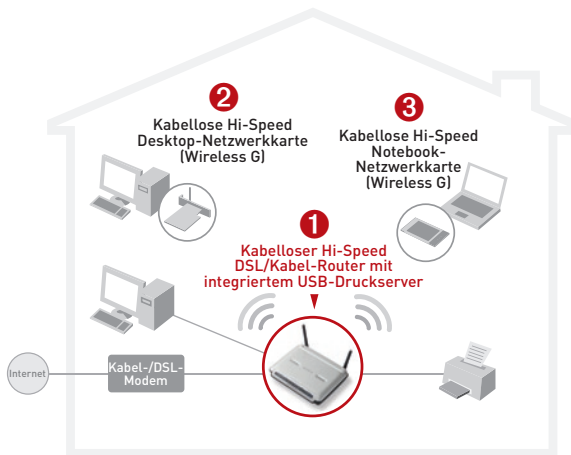 2
Kabellose Hi-Speed
Desktop-Netzwerkkarte
(Wireless G)
3
Kabellose Hi-Speed
Notebook-
Netzwerkkarte
(Wireless G)
1
Kabelloser Hi-Speed
DSL/Kabel-Router mit
integriertem USB-Druckserver
Internet
Kabel-/DSL-
Modem